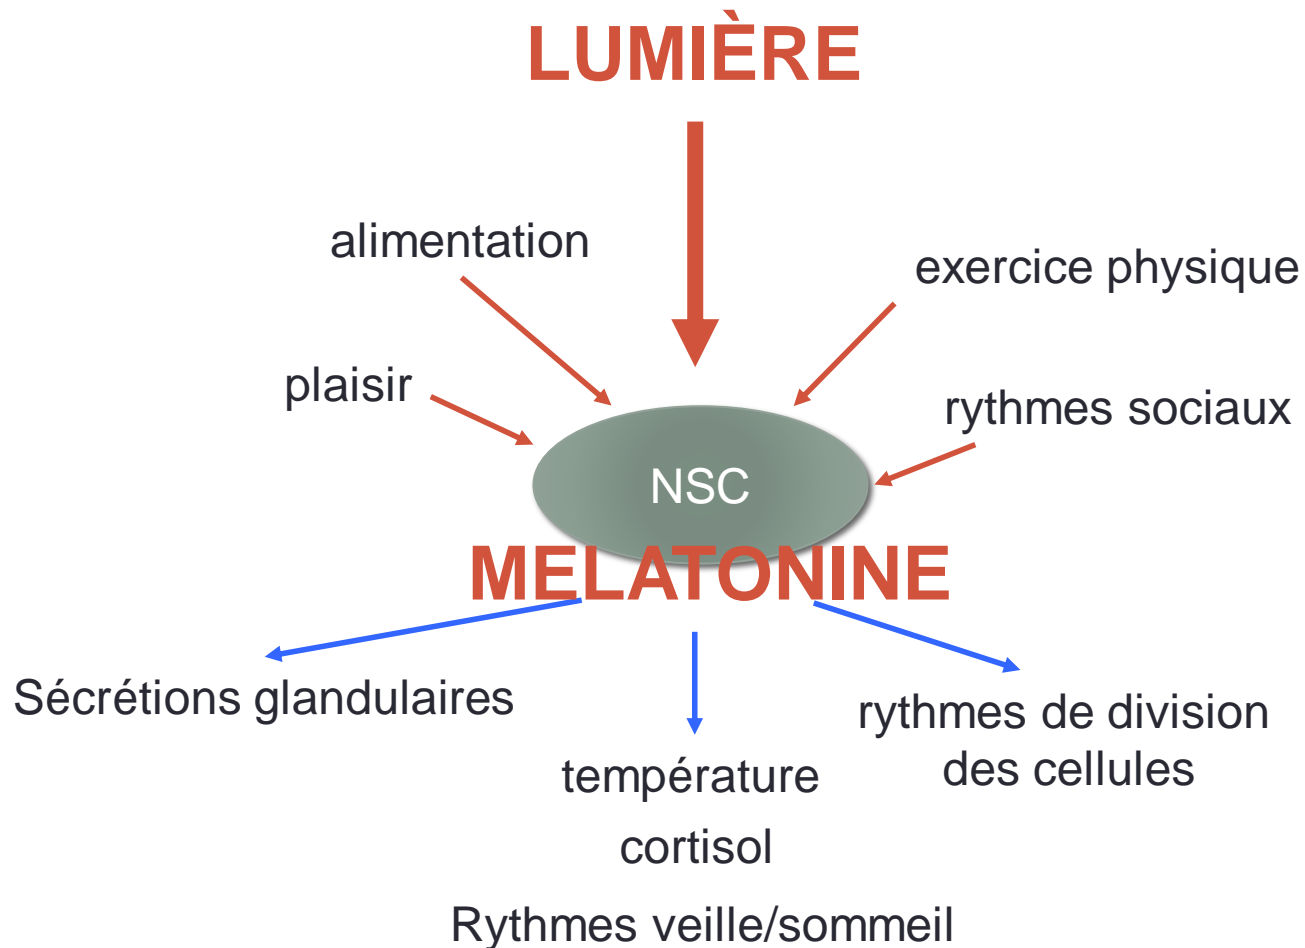 LUMIÈRE
alimentation
exercice physique
plaisir
rythmes sociaux
NSC
MELATONINE
Sécrétions glandulaires
rythmes de division
des cellules
température
cortisol
Rythmes veille/sommeil